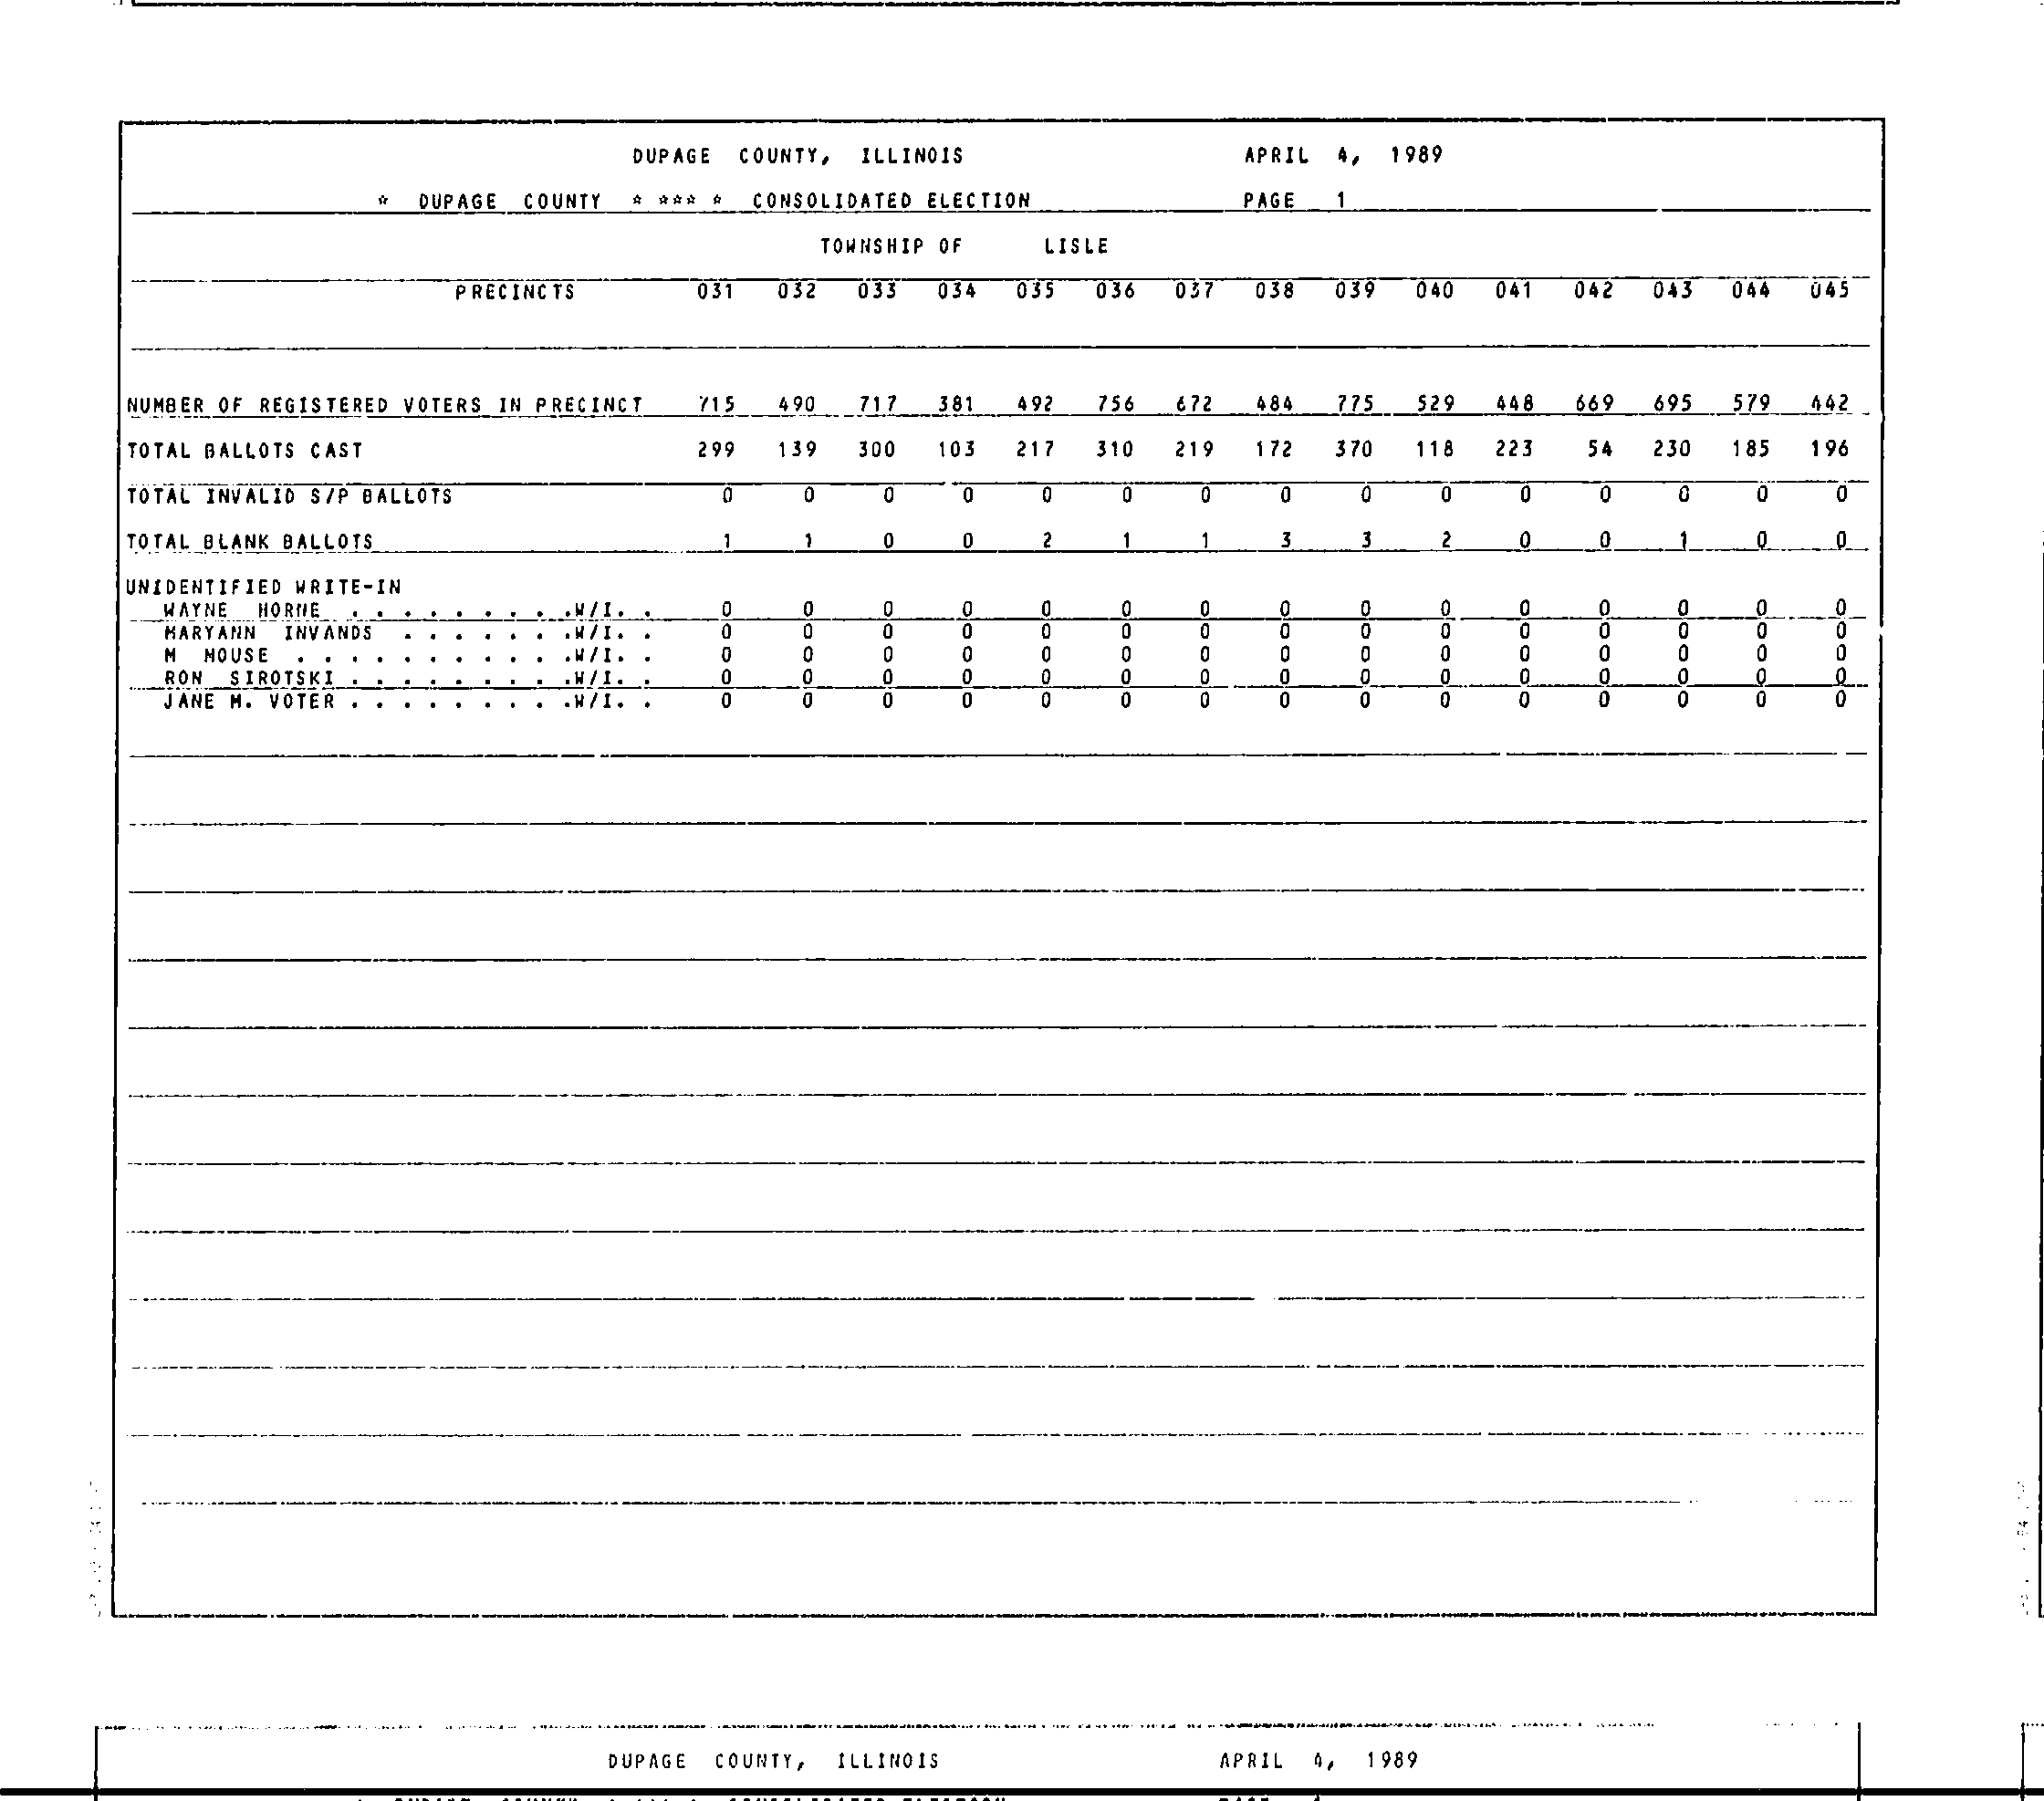 DUPAGE COUNTY, ILLINOIS APRIL 4, 1989
* DUPAGE COUNTY * *** * CONSOLIDATED ELECTION PAGE 1
TOWNSHIP OF LISLE
PRECINCTS 031 032 033 034 035 036 037 038 039 040 041 042 043 044 045
NUMBER OF REGISTERED VOTERS IN PRECINCT 715 490 717 381 492 756 672 484 775 529 448 669 695 579 442
TOTAL BALLOTS CAST 299 139 300 103 217 310 219 172 370 118 223 54 230 185 196
TOTAL INVALID S/P BALLOTS 0 0 0 0 0 0 0 0 0 0 0 0 0 0 0
TOTAL BLANK BALLOTS 1 1 0 0 2 1 1 3 3 2 0 0 1 0 0
UNIDENTIFIED WRITE-IN
WAYNE HORNE . . . . . . . . .W/I. . 0 0 0 0 0 0 0 0 0 0 0 0 0 0 0
MARYANN INVANDS . . . . . . .W/I. . 0 0 0 0 0 0 0 0 0 0 0 0 0 0 0
M MOUSE . . . . . . . . . . .W/I. . 0 0 0 0 0 0 0 0 0 0 0 0 0 0 0
RON SIROTSKI . . . . . . . . .W/I. . 0 0 0 0 0 0 0 0 0 0 0 0 0 0 0
JANE M. VOTER . . . . . . . . .W/I. . 0 0 0 0 0 0 0 0 0 0 0 0 0 0 0
DUPAGE COUNTY, ILLINOIS APRIL 4, 1989